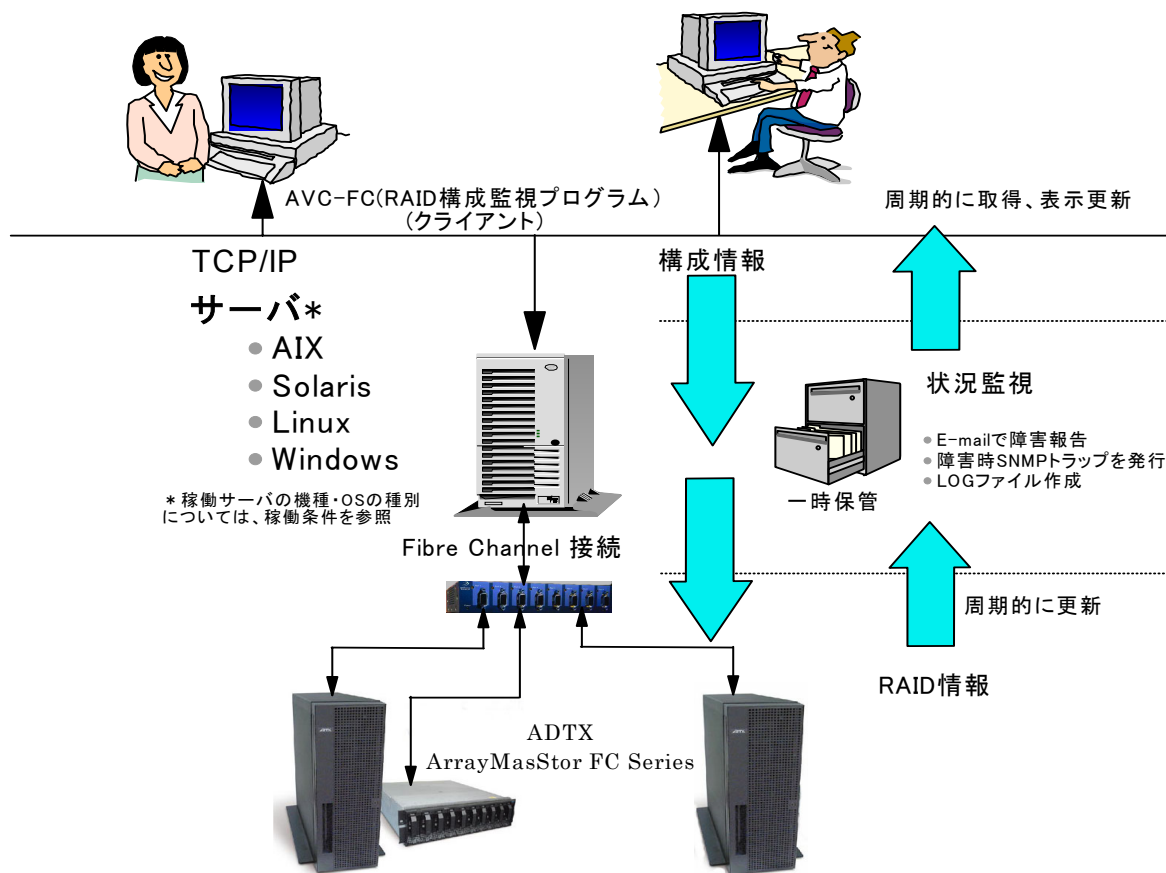 AVC-FC(RAID構成監視プログラム)
(クライアント)
周期的に取得、表示更新
TCP/IP
構成情報
サーバ*
AIX
Solaris
Linux
Windows
*稼働サーバの機種・OSの種別
については、稼働条件を参照
状況監視
E-mailで障害報告
障害時SNMPトラップを発行
LOGファイル作成
一時保管
Fibre Channel 接続
周期的に更新
RAID情報
ADTX
ArrayMasStor FC Series